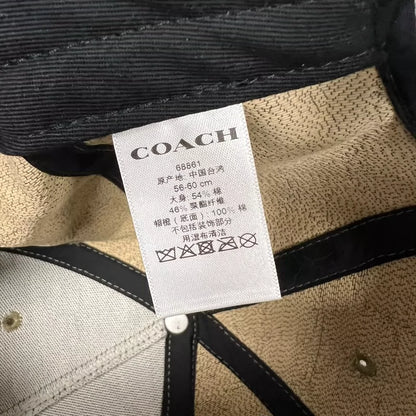 COACH
68861
原产地: 中国台湾
56-60 cm
大身: 54% 棉
46% 聚酯纤维
帽檐（底面）: 100% 棉
不包括装饰部分
用湿布清洁